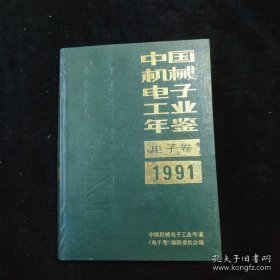 中国
机械
电子
工业
年鉴
电子卷
1991
中国机械电子工业年鉴
(电子卷)编辑委员会编
孔夫子旧书网